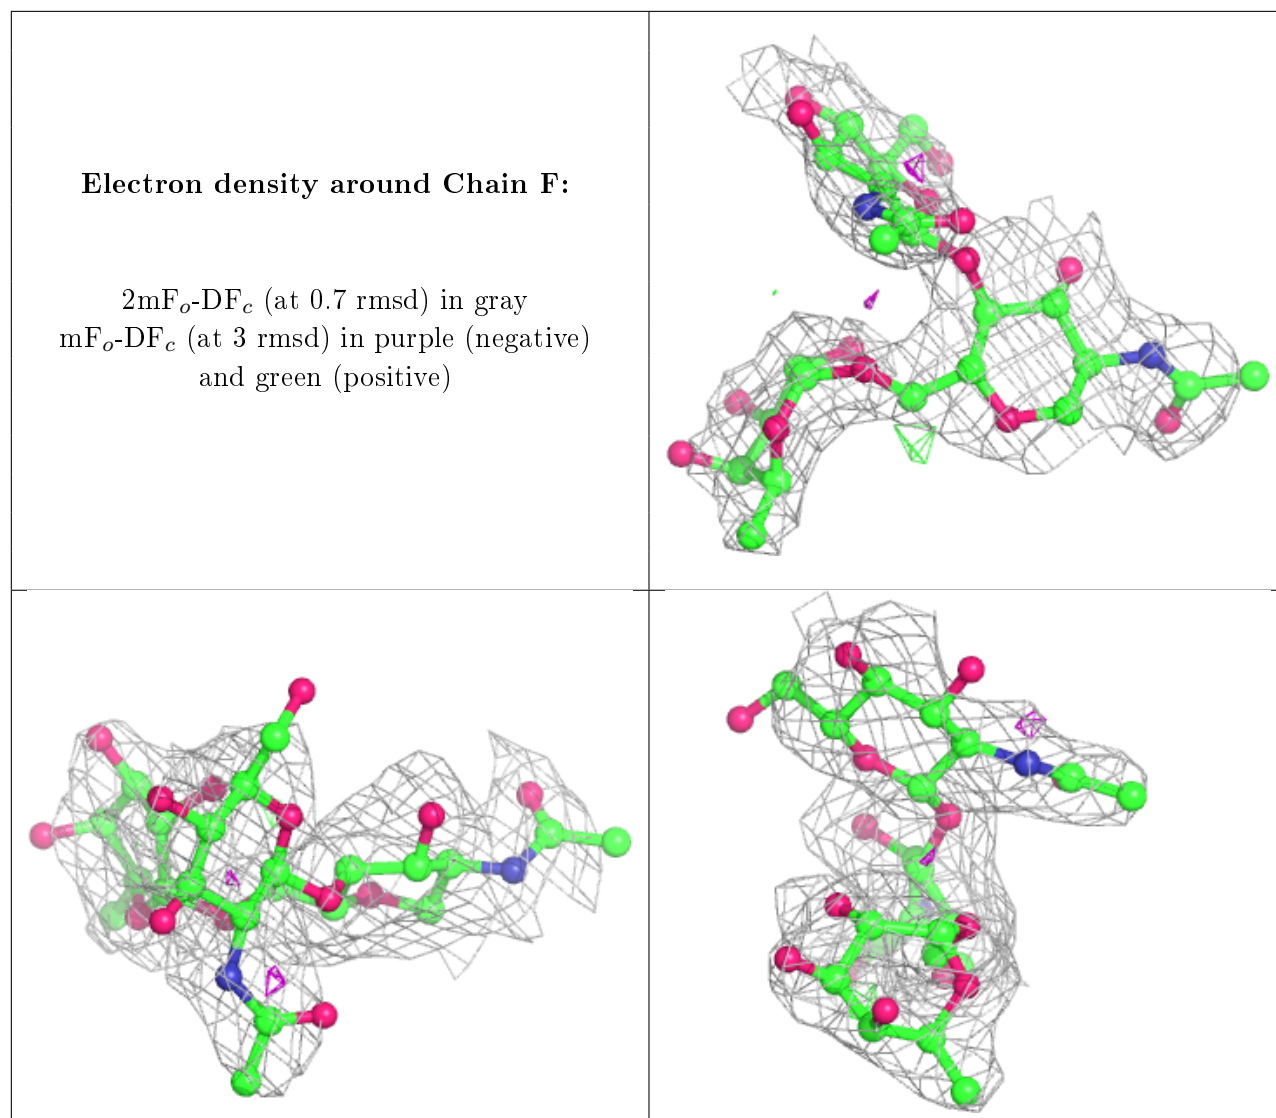 Electron density around Chain F:
2mFₒ-DF𝒸 (at 0.7 rmsd) in gray
mFₒ-DF𝒸 (at 3 rmsd) in purple (negative)
and green (positive)